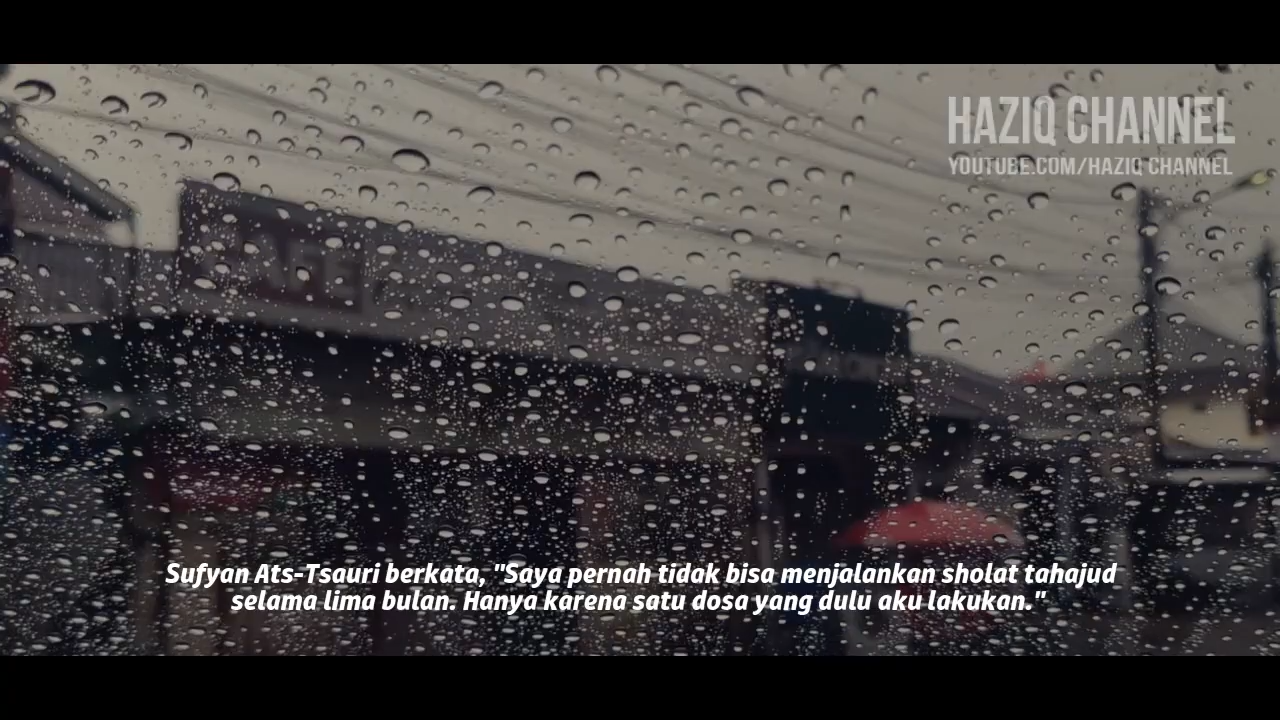 HAZIQ CHANNEL
YOUTUBE.COM/HAZIQ CHANNEL
Sufyan Ats-Tsauri berkata, "Saya pernah tidak bisa menjalankan sholat tahajud
selama lima bulan. Hanya karena satu dosa yang dulu aku lakukan."